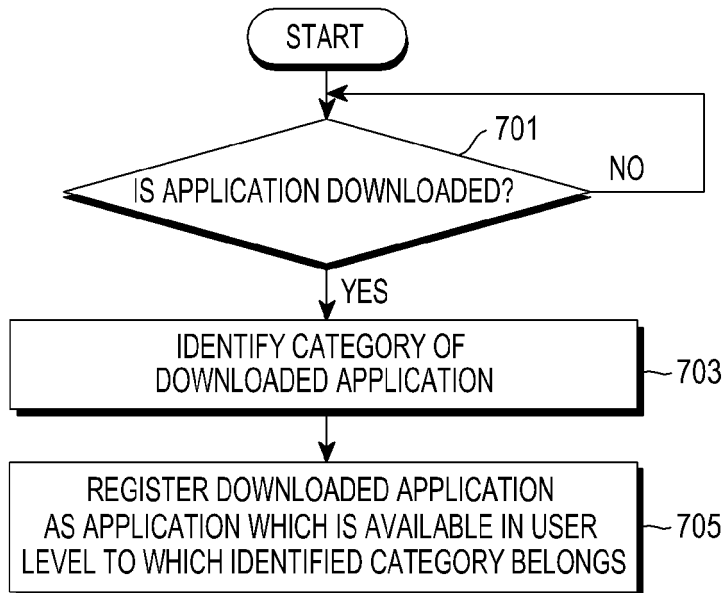 START
701
IS APPLICATION DOWNLOADED?
NO
YES
IDENTIFY CATEGORY OF
DOWNLOADED APPLICATION
703
REGISTER DOWNLOADED APPLICATION
AS APPLICATION WHICH IS AVAILABLE IN USER
LEVEL TO WHICH IDENTIFIED CATEGORY BELONGS
705